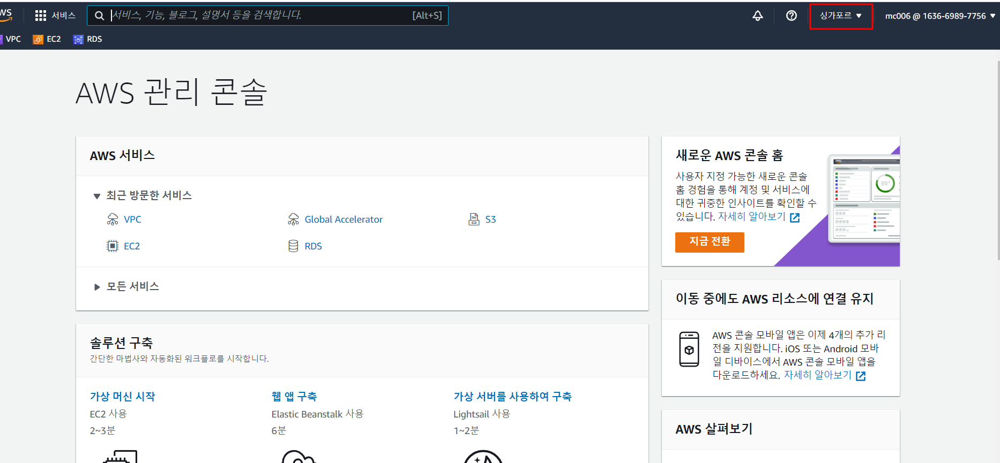 서비스
서비스, 기능, 블로그, 설명서 등을 검색합니다.
[Alt+S]
싱가포르 ▼
mc006 @ 1636-6989-7756 ▼
VPC
EC2
RDS
AWS 관리 콘솔
AWS 서비스
▼ 최근 방문한 서비스
VPC
Global Accelerator
S3
EC2
RDS
▶ 모든 서비스
솔루션 구축
간단한 마법사와 자동화된 워크플로를 시작합니다.
가상 머신 시작
EC2 사용
2~3분
웹 앱 구축
Elastic Beanstalk 사용
6분
가상 서버를 사용하여 구축
Lightsail 사용
1~2분
새로운 AWS 콘솔 홈
사용자 지정 가능한 새로운 콘솔
홈 경험을 통해 계정 및 서비스에
대한 귀중한 인사이트를 확인할 수
있습니다. 자세히 알아보기
지금 전환
이동 중에도 AWS 리소스에 연결 유지
AWS 콘솔 모바일 앱은 이제 4개의 추가 리
전을 지원합니다. iOS 또는 Android 모바
일 디바이스에서 AWS 콘솔 모바일 앱을
다운로드하세요. 자세히 알아보기
AWS 살펴보기